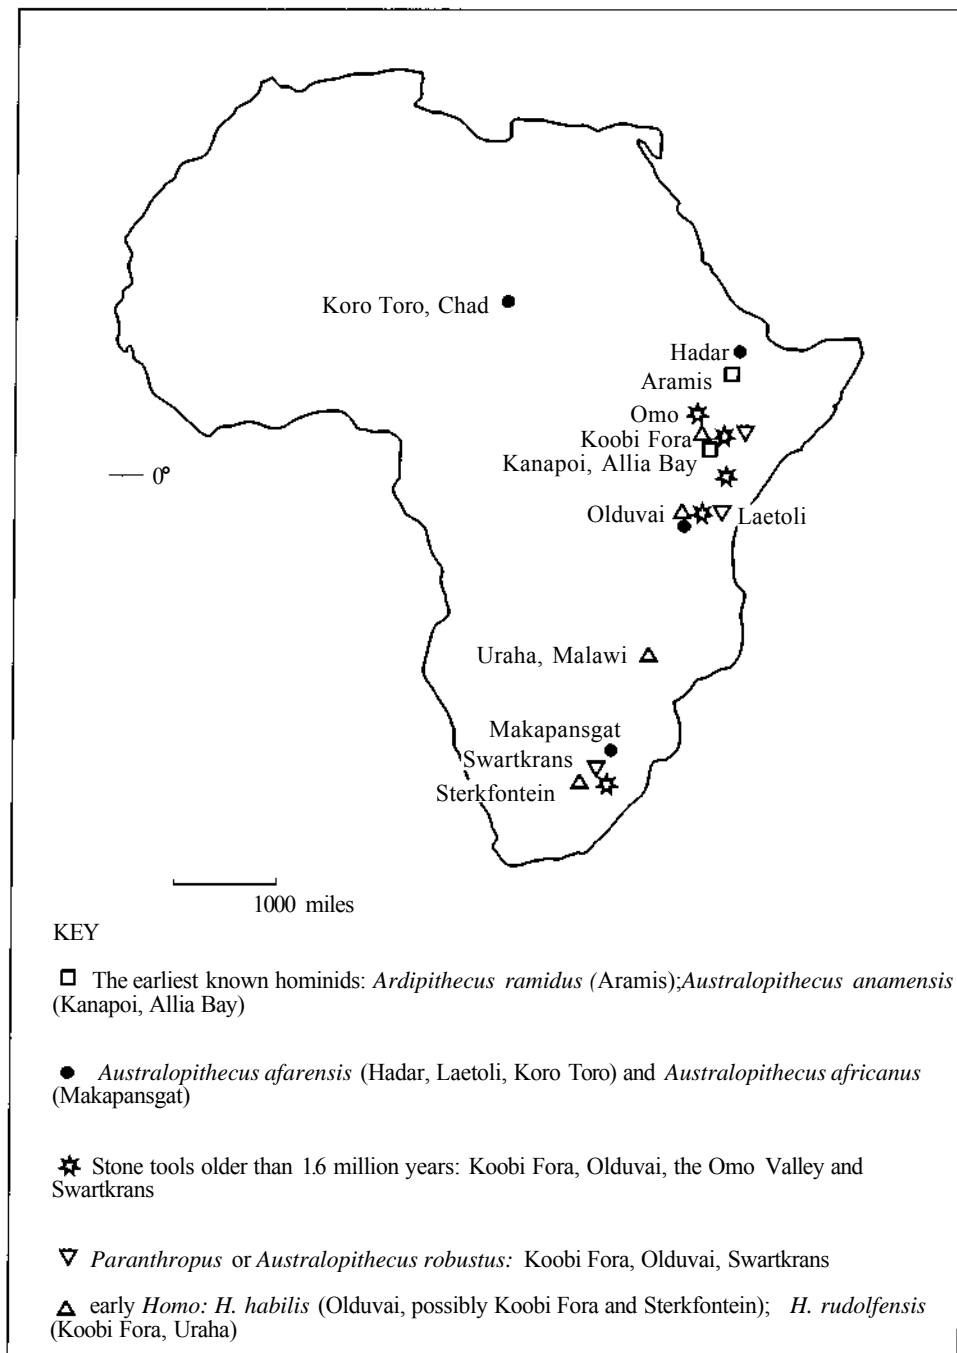 Koro Toro, Chad
Hadar
Aramis
Omo
Koobi Fora
Kanapoi, Allia Bay
0°
Olduvai
Laetoli
Uraha, Malawi
Makapansgat
Swartkrans
Sterkfontein
1000 miles
KEY
The earliest known hominids: Ardipithecus ramidus (Aramis);Australopithecus anamensis
(Kanapoi, Allia Bay)
Australopithecus afarensis (Hadar, Laetoli, Koro Toro) and Australopithecus africanus
(Makapansgat)
Stone tools older than 1.6 million years: Koobi Fora, Olduvai, the Omo Valley and
Swartkrans
Paranthropus or Australopithecus robustus: Koobi Fora, Olduvai, Swartkrans
early Homo: H. habilis (Olduvai, possibly Koobi Fora and Sterkfontein); H. rudolfensis
(Koobi Fora, Uraha)